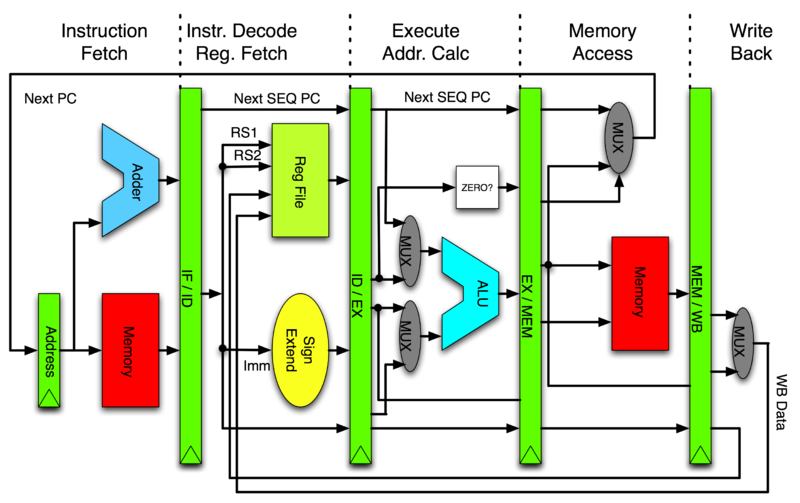 Instruction
Fetch
Instr. Decode
Reg. Fetch
Execute
Addr. Calc
Memory
Access
Write
Back
Next PC
Next SEQ PC
Next SEQ PC
RS1
RS2
Adder
Reg File
ZERO?
MUX
MUX
MUX
MUX
IF / ID
ID / EX
EX / MEM
MEM / WB
ALU
Memory
Memory
Address
Sign
Extend
Imm
WB Data